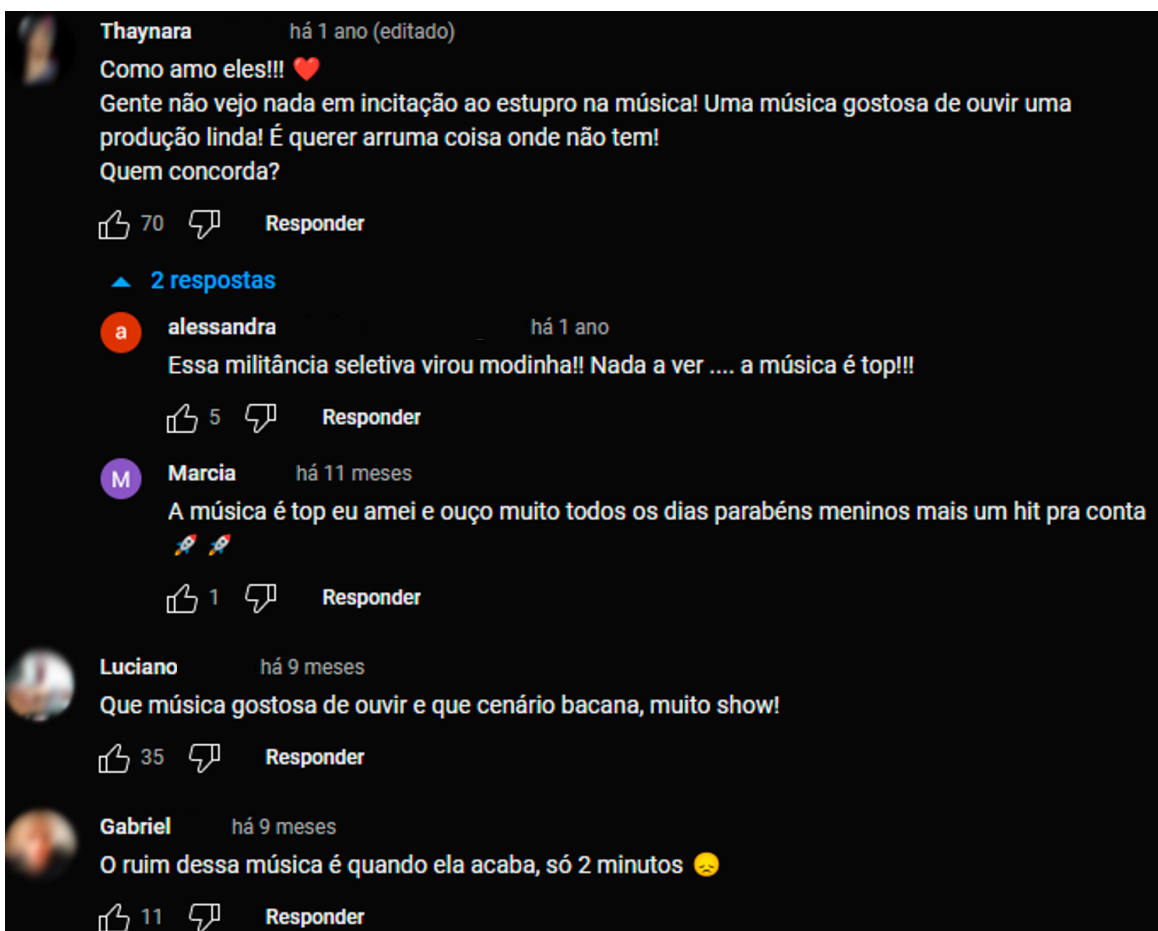 Thaynara há 1 ano (editado)
Como amo eles!!! ❤️
Gente não vejo nada em incitação ao estupro na música! Uma música gostosa de ouvir uma
produção linda! É querer arruma coisa onde não tem!
Quem concorda?
70 Responder
2 respostas
a
alessandra há 1 ano
Essa militância seletiva virou modinha!! Nada a ver .... a música é top!!!
5 Responder
M
Marcia há 11 meses
A música é top eu amei e ouço muito todos os dias parabéns meninos mais um hit pra conta
🚀 🚀
1 Responder
Luciano há 9 meses
Que música gostosa de ouvir e que cenário bacana, muito show!
35 Responder
Gabriel há 9 meses
O ruim dessa música é quando ela acaba, só 2 minutos 😞
11 Responder